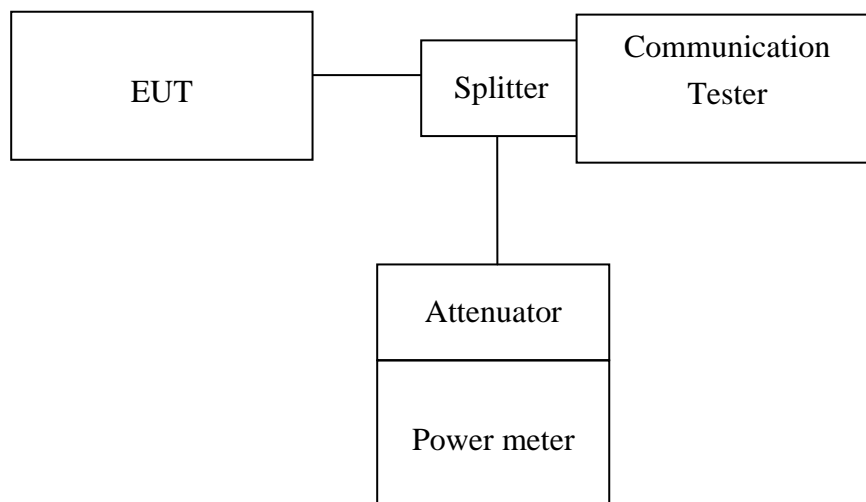 EUT
Splitter
Communication
Tester
Attenuator
Power meter